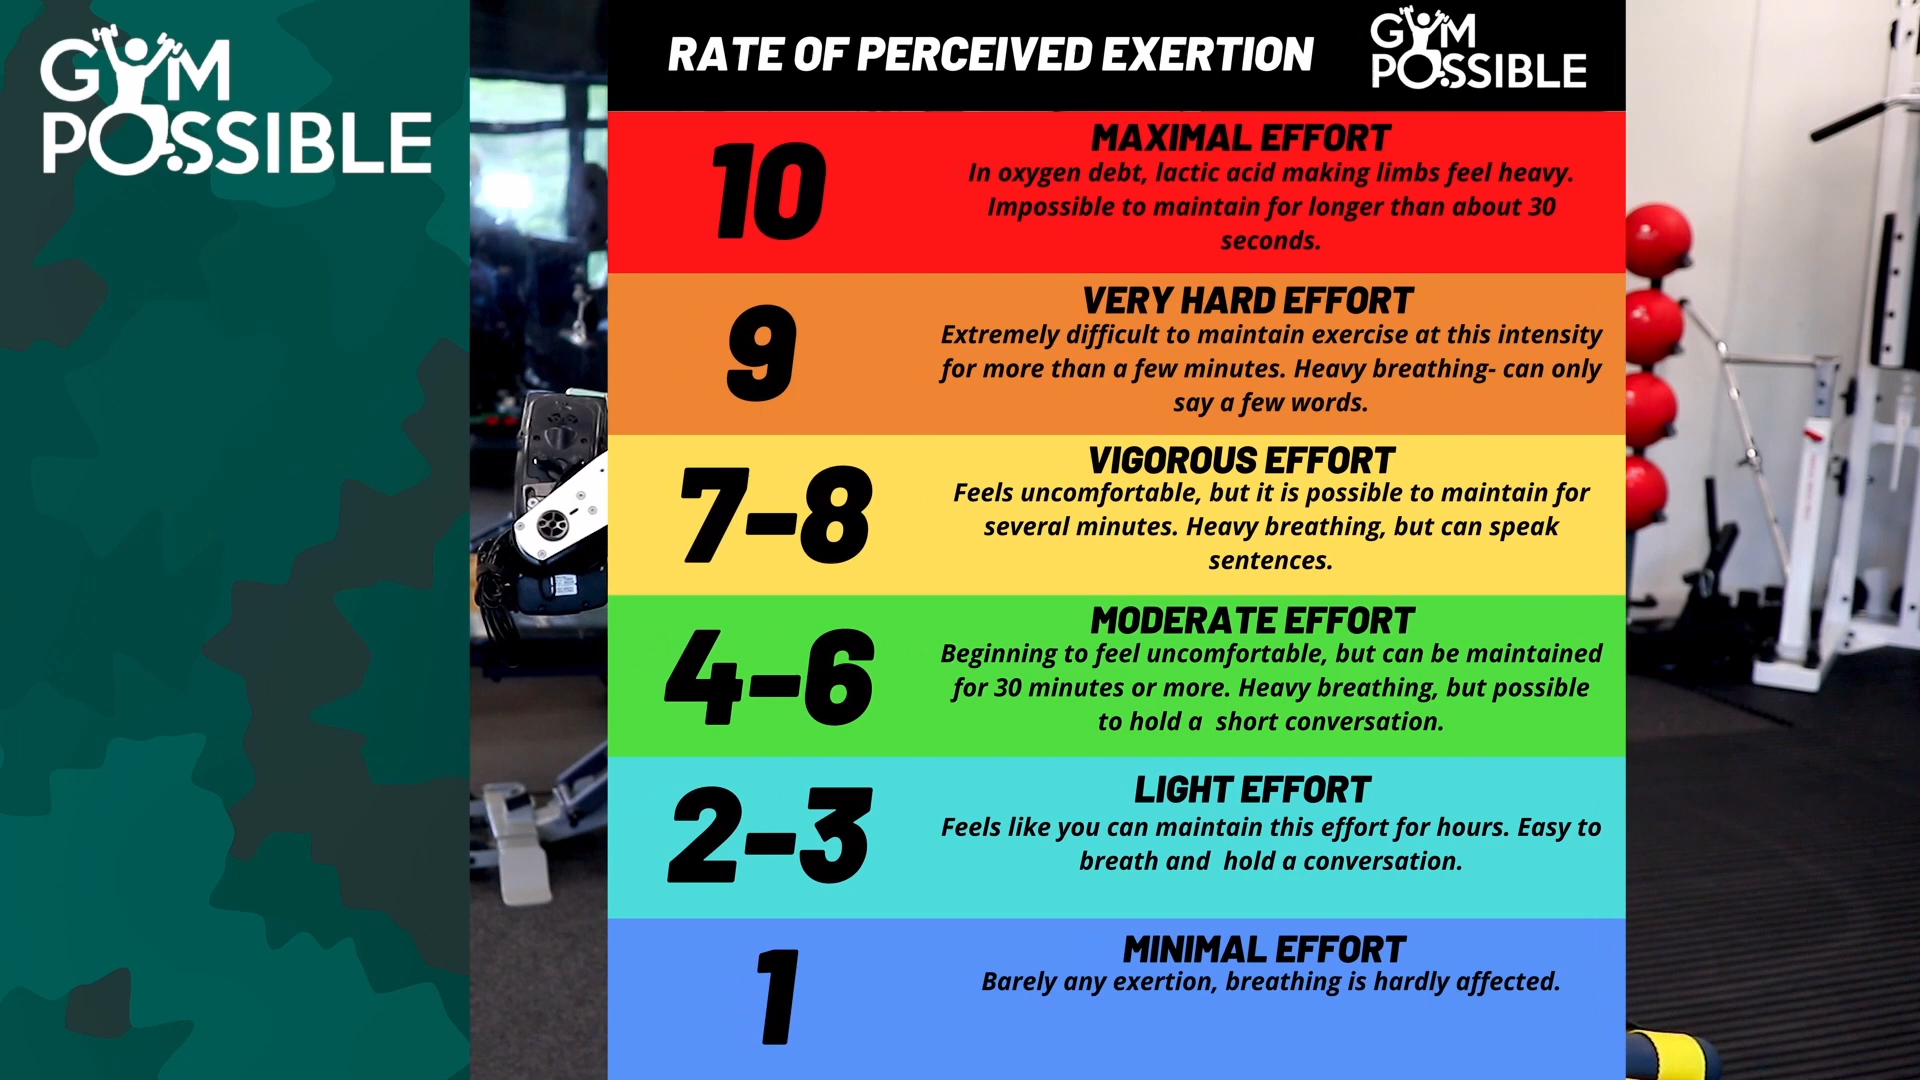 GYM
POSSIBLE
RATE OF PERCEIVED EXERTION
GYM
POSSIBLE
10
MAXIMAL EFFORT
In oxygen debt, lactic acid making limbs feel heavy.
Impossible to maintain for longer than about 30
seconds.
9
VERY HARD EFFORT
Extremely difficult to maintain exercise at this intensity
for more than a few minutes. Heavy breathing- can only
say a few words.
7-8
VIGOROUS EFFORT
Feels uncomfortable, but it is possible to maintain for
several minutes. Heavy breathing, but can speak
sentences.
4-6
MODERATE EFFORT
Beginning to feel uncomfortable, but can be maintained
for 30 minutes or more. Heavy breathing, but possible
to hold a  short conversation.
2-3
LIGHT EFFORT
Feels like you can maintain this effort for hours. Easy to
breath and  hold a conversation.
1
MINIMAL EFFORT
Barely any exertion, breathing is hardly affected.